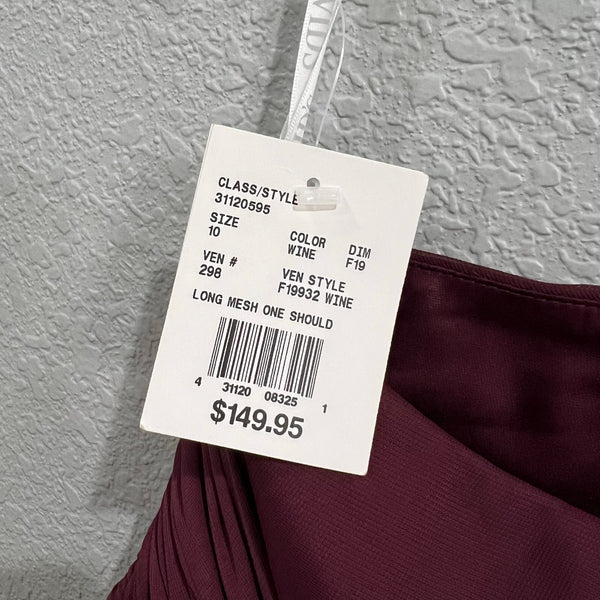 VIDS
CLASS/STYLE
31120595
SIZE
10
COLOR DIM
WINE F19
VEN #
298
VEN STYLE
F19932 WINE
LONG MESH ONE SHOULD
4 31120 08325 1
$149.95